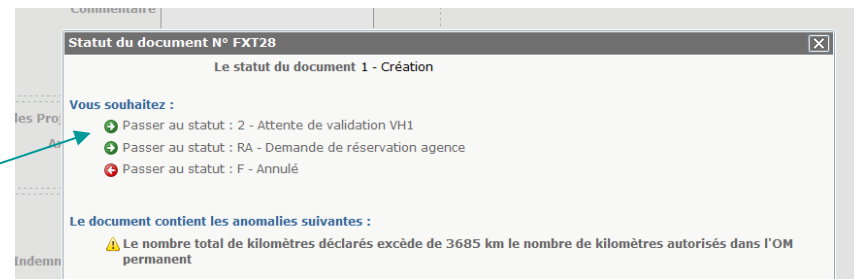 Commentaire
Statut du document N° FXT28
Le statut du document 1 - Création
Vous souhaitez :
les Pro
Passer au statut : 2 - Attente de validation VH1
Passer au statut : RA - Demande de réservation agence
Passer au statut : F - Annulé
Le document contient les anomalies suivantes :
Le nombre total de kilomètres déclarés excède de 3685 km le nombre de kilomètres autorisés dans l'OM
Indemn
permanent